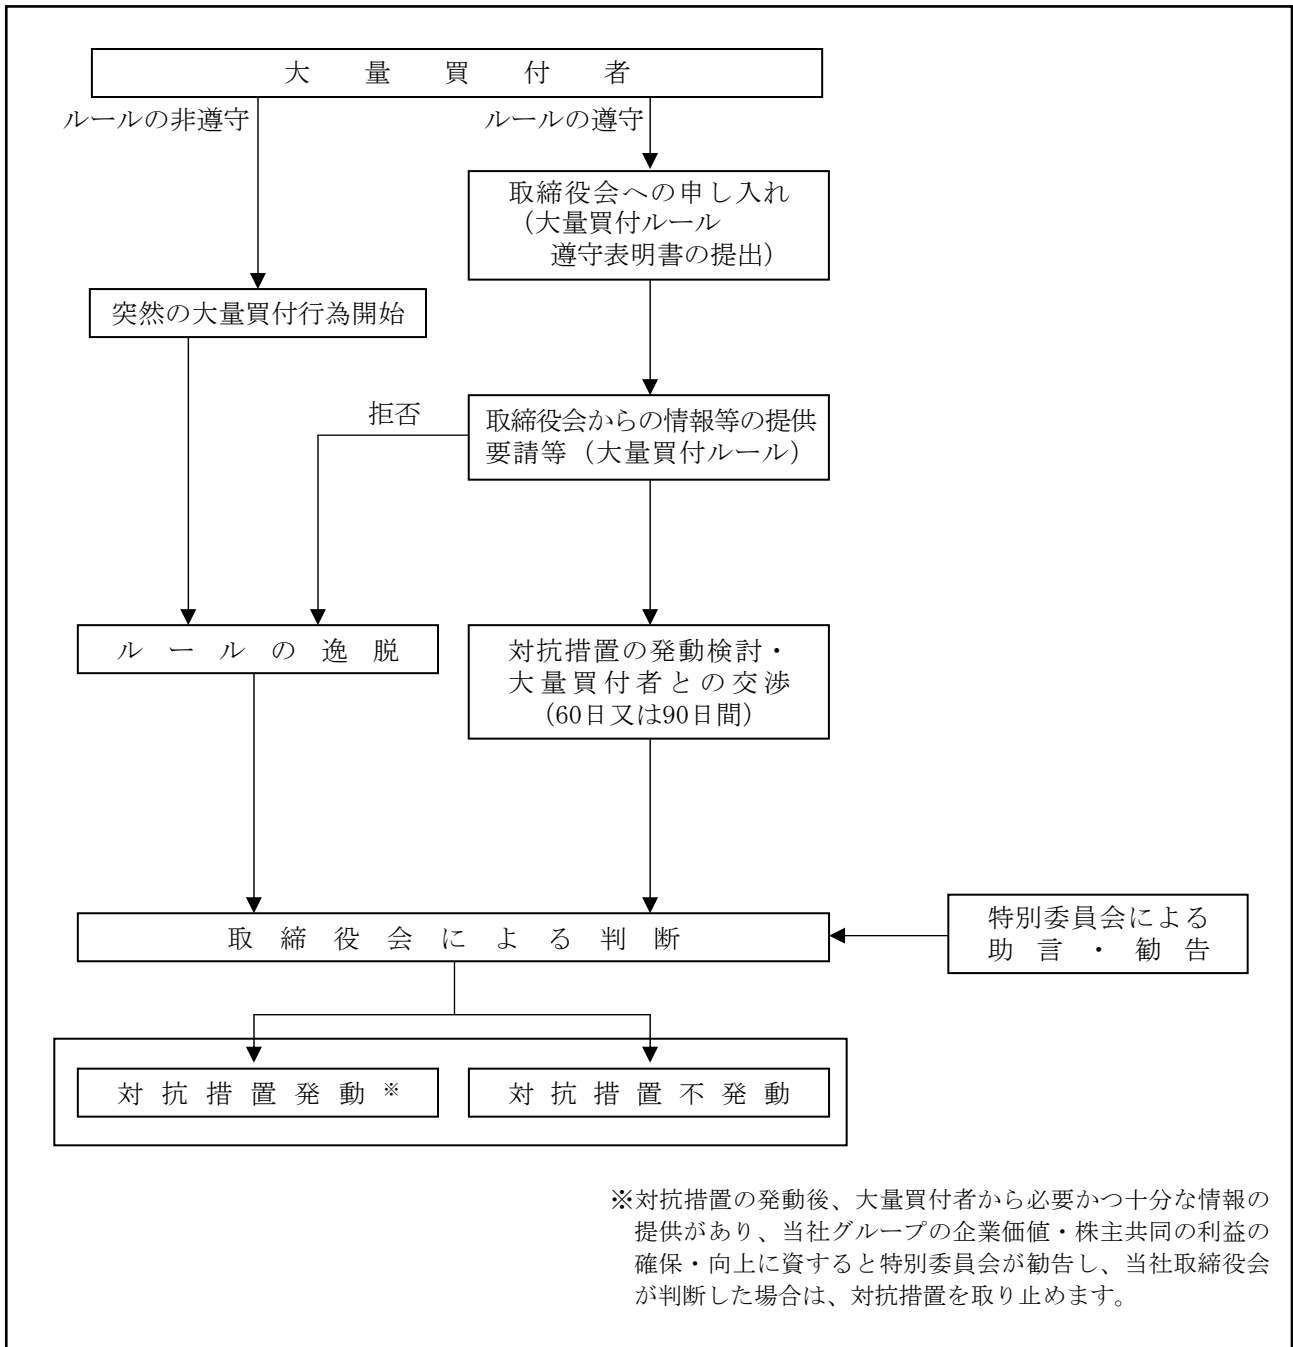 大量買付者
ルールの非遵守
ルールの遵守
取締役会への申し入れ
（大量買付ルール
遵守表明書の提出）
突然の大量買付行為開始
拒否
取締役会からの情報等の提供
要請等（大量買付ルール）
ルールの逸脱
対抗措置の発動検討・
大量買付者との交渉
（60日又は90日間）
取締役会による判断
特別委員会による
助言・勧告
対抗措置発動※
対抗措置不発動
※対抗措置の発動後、大量買付者から必要かつ十分な情報の
提供があり、当社グループの企業価値・株主共同の利益の
確保・向上に資すると特別委員会が勧告し、当社取締役会
が判断した場合は、対抗措置を取り止めます。